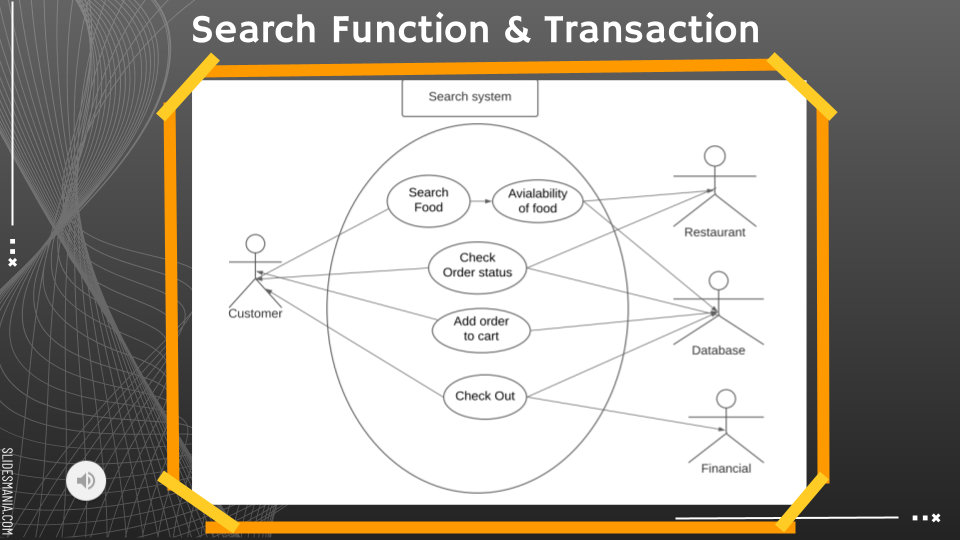 Search Function & Transaction
Search system
Search
Food
Avialability
of food
Check
Order status
Add order
to cart
Check Out
Customer
Restaurant
Database
Financial
SLIDESMANIA.COM